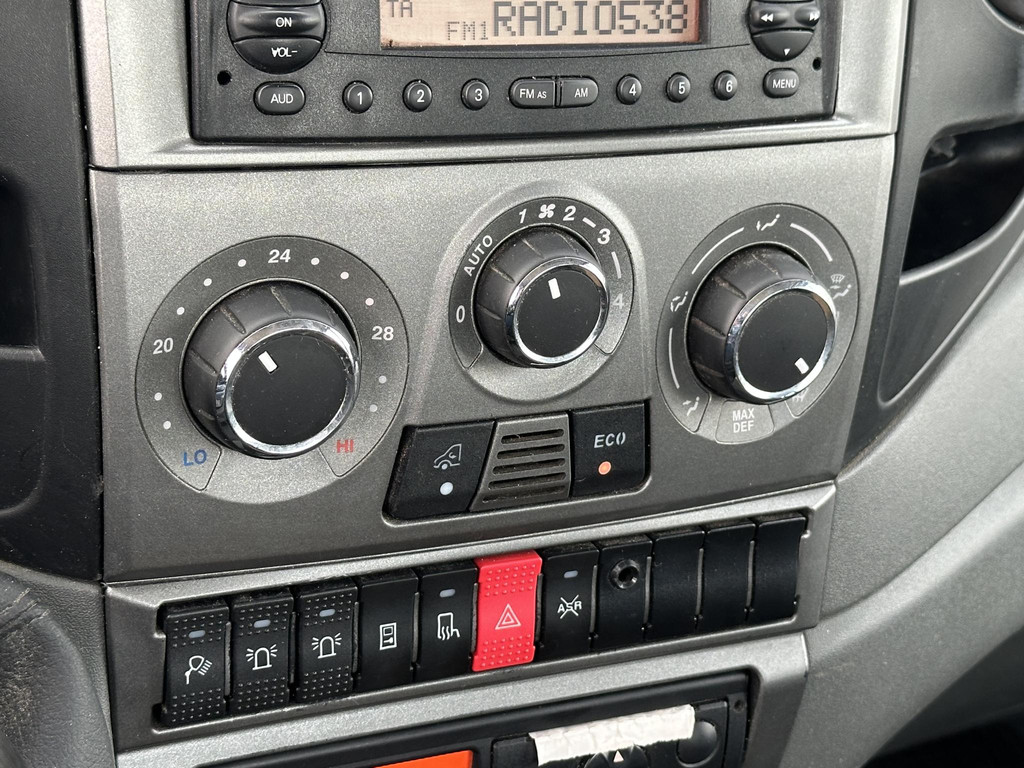 ON
VOL-
TA
FM1 RADIO538
AUD
1 2 3 FM AS AM 4 5 6 MENU
24
20
28
LO
HI
0 AUTO 1 2 3 4
MAX
DEF
ECO
ASR